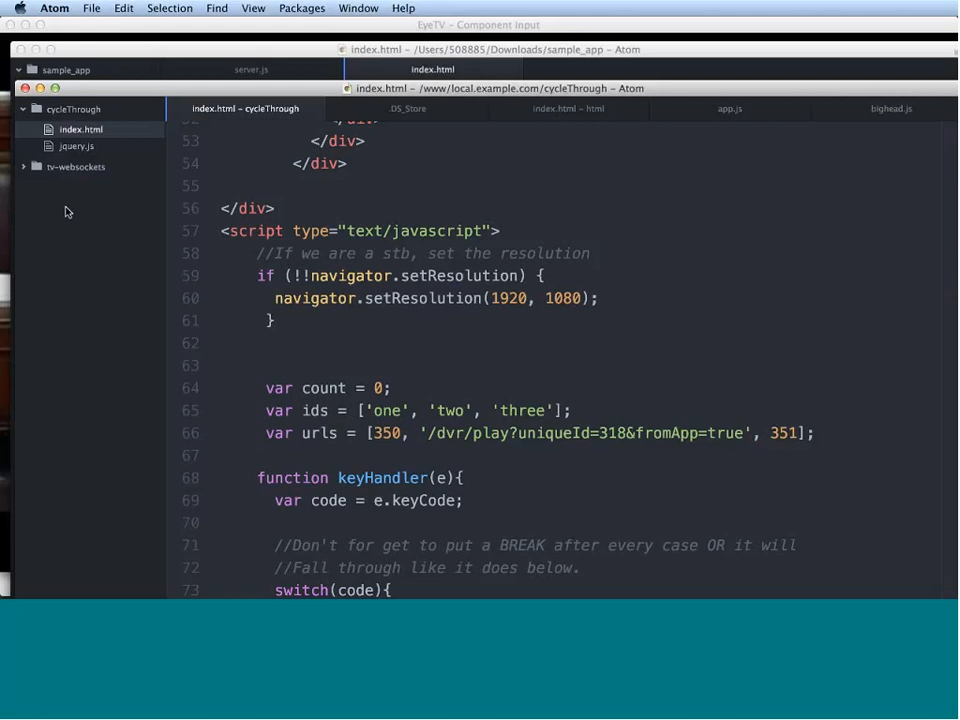 Atom File Edit Selection Find View Packages Window Help
EyeTV - Component Input
index.html - /Users/508885/Downloads/sample_app - Atom
sample_app server.js index.html
index.html - /www/local.example.com/cycleThrough - Atom
cycleThrough index.html - cycleThrough .DS_Store index.html - html app.js bighead.js
index.html
jquery.js
tv-websockets
52 </div>
53 </div>
54 </div>
55
56 </div>
57 <script type="text/javascript">
58 //If we are a stb, set the resolution
59 if (!!navigator.setResolution) {
60 navigator.setResolution(1920, 1080);
61 }
62
63
64 var count = 0;
65 var ids = ['one', 'two', 'three'];
66 var urls = [350, '/dvr/play?uniqueId=318&fromApp=true', 351];
67
68 function keyHandler(e){
69 var code = e.keyCode;
70
71 //Don't for get to put a BREAK after every case OR it will
72 //Fall through like it does below.
73 switch(code){